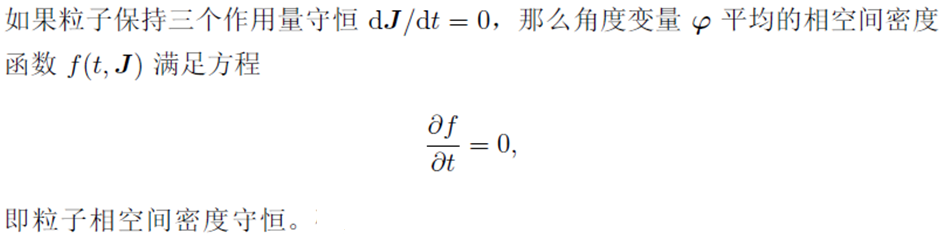 如果粒子保持三个作用量守恒 dJ/dt = 0，那么角度变量 φ 平均的相空间密度
函数 f(t, J) 满足方程
∂f/∂t = 0,
即粒子相空间密度守恒。